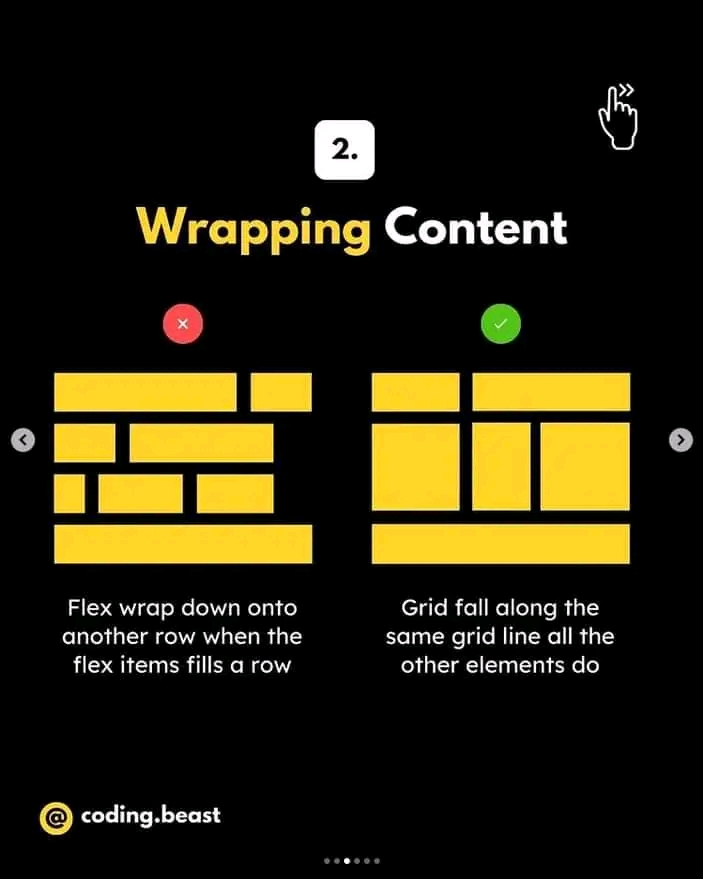 2.
Wrapping Content
Flex wrap down onto
another row when the
flex items fills a row
Grid fall along the
same grid line all the
other elements do
@ coding.beast